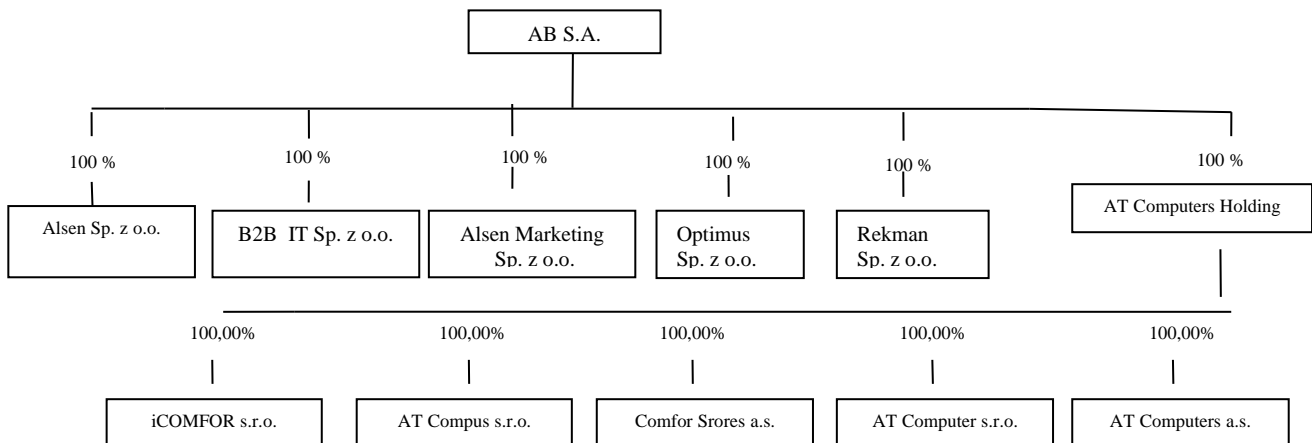 AB S.A.
100 %
100 %
100 %
100 %
100 %
100 %
Alsen Sp. z o.o.
B2B IT Sp. z o.o.
Alsen Marketing
Sp. z o.o.
Optimus
Sp. z o.o.
Rekman
Sp. z o.o.
AT Computers Holding
100,00%
100,00%
100,00%
100,00%
100,00%
iCOMFOR s.r.o.
AT Compus s.r.o.
Comfor Srores a.s.
AT Computer s.r.o.
AT Computers a.s.